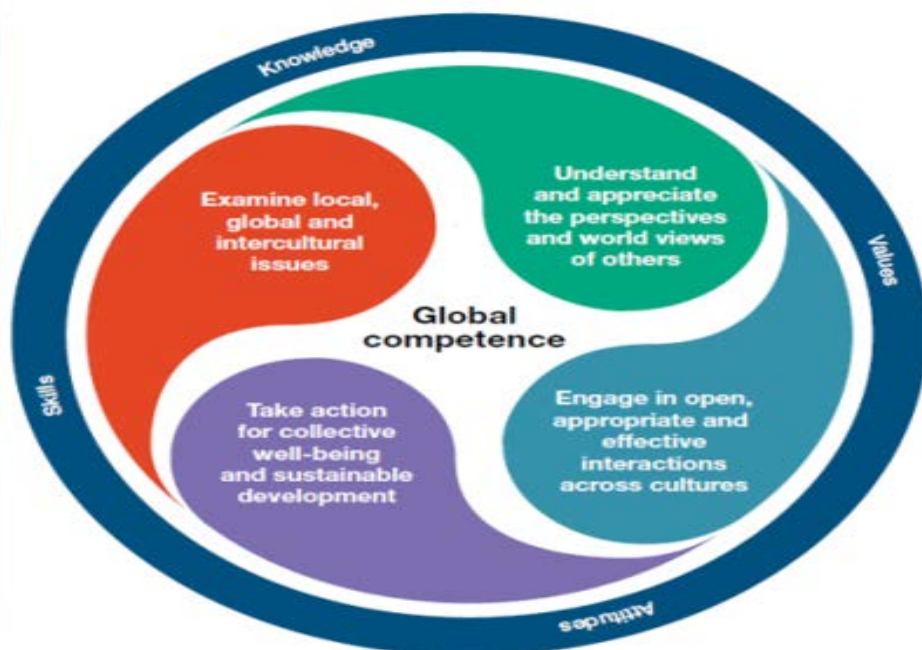 Knowledge
Examine local,
global and
intercultural
issues
Understand
and appreciate
the perspectives
and world views
of others
Values
Global
competence
Skills
Take action
for collective
well-being
and sustainable
development
Engage in open,
appropriate and
effective
interactions
across cultures
Attitudes